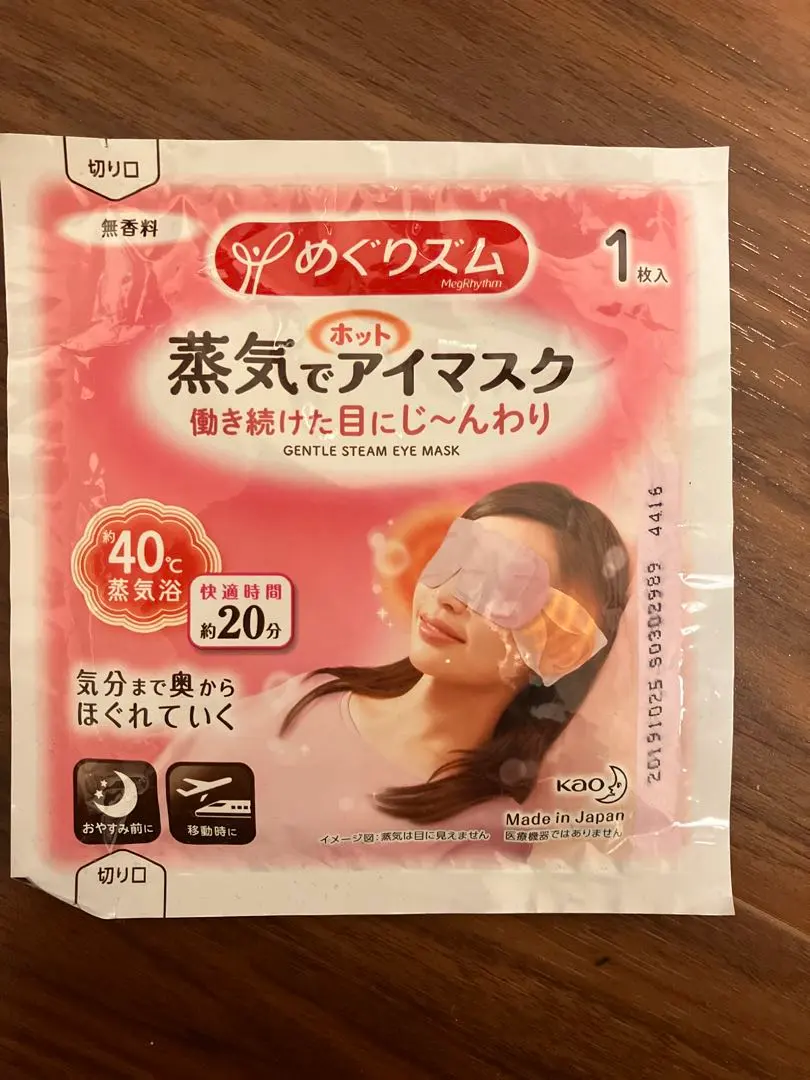 切り口
無香料
めぐりズム
MegRhythm
1枚入
蒸気でホットアイマスク
働き続けた目にじ～んわり
GENTLE STEAM EYE MASK
約40℃
蒸気浴
快適時間
約20分
気分まで奥から
ほぐれていく
おやすみ前に
移動時に
20191025 S0302989 4416
Kao
Made in Japan
イメージ図：蒸気は目に見えません
医療機器ではありません
切り口